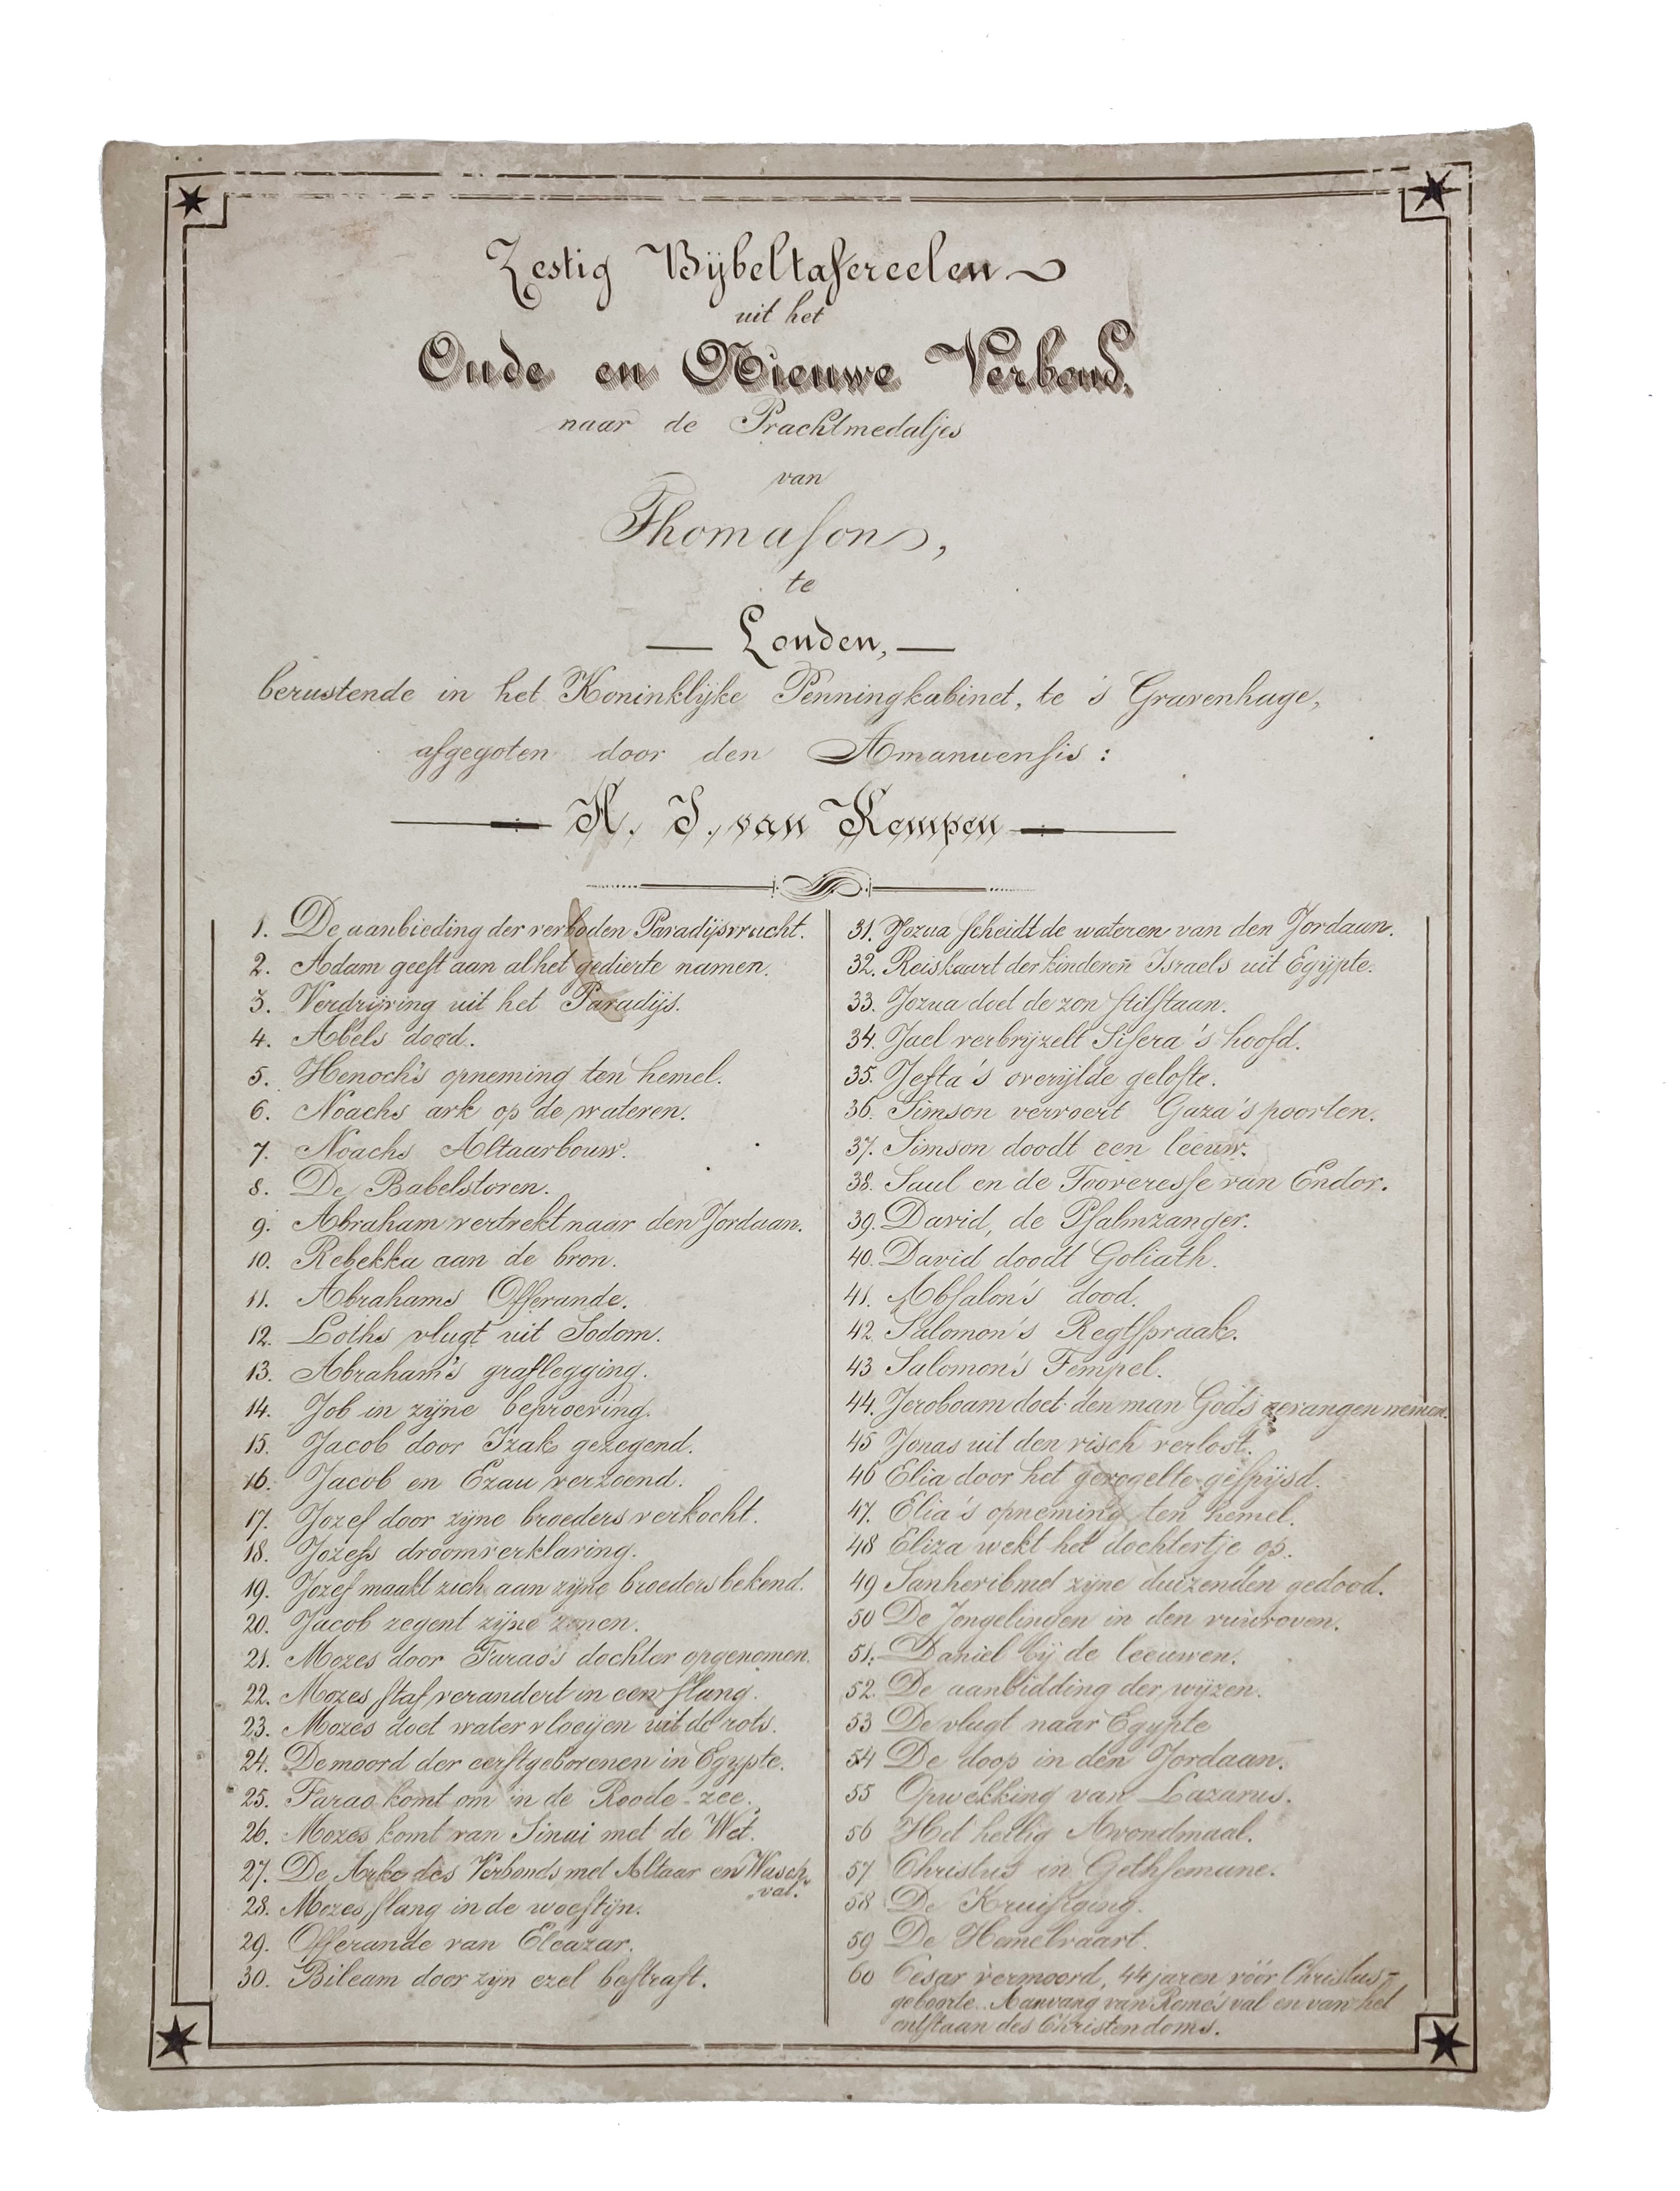 Zestig Bijbeltafereelen
uit het
Oude en Nieuwe Verbond.
naar de Prachtmedaljes
van
Thomason,
te
— Londen, —
berustende in het Koninklijke Penningkabinet, te 's Gravenhage,
afgegoten door den Amanuensis:
H. J. van Kempen
1. De aanbieding der verboden Paradijsvrucht.
2. Adam geeft aan al het gedierte namen.
3. Verdrijving uit het Paradijs.
4. Abels dood.
5. Henoch's opneming ten hemel.
6. Noachs ark op de wateren.
7. Noachs Altaarbouw.
8. De Babelstoren.
9. Abraham vertrekt naar den Jordaan.
10. Rebekka aan de bron.
11. Abrahams Offerande.
12. Loths vlugt uit Sodom.
13. Abraham's graflegging.
14. Job in zijne beproeving.
15. Jacob door Izak gezegend.
16. Jacob en Ezau verzoend.
17. Jozef door zijne broeders verkocht.
18. Jozefs droomverklaring.
19. Jozef maakt zich aan zijne broeders bekend.
20. Jacob zegent zijne zonen.
21. Mozes door Farao's dochter opgenomen.
22. Mozes staf verandert in een slang.
23. Mozes doet water vloeijen uit de rots.
24. De moord der eerstgeborenen in Egypte.
25. Farao komt om in de Roode-zee.
26. Mozes komt van Sinai met de Wet.
27. De Arke des Verbonds met Altaar en Wasch-
„vat.
28. Mozes slang in de woestijn.
29. Offerande van Eleazar.
30. Bileam door zijn ezel bestraft.
31. Jozua scheidt de wateren van den Jordaan.
32. Reiskaart der kinderen Israels uit Egijpte.
33. Jozua doet de zon stilstaan.
34. Jael verbrijzelt Sisera's hoofd.
35. Jefta's overijlde gelofte.
36. Simson vervoert Gaza's poorten.
37. Simson doodt een leeuw.
38. Saul en de Tooveresse van Endor.
39. David, de Psalmzanger.
40. David doodt Goliath.
41. Absalon's dood.
42. Salomon's Regtspraak.
43 Salomon's Tempel.
44. Jeroboam doet den man Gods gevangen nemen.
45 Jonas uit den visch verlost.
46 Elia door het gevogelte gespijsd.
47. Elia's opneming ten hemel.
48 Eliza wekt het dochtertje op.
49 Sanherib met zijne duizenden gedood.
50 De Jongelingen in den vuuroven.
51. Daniel bij de leeuwen.
52. De aanbidding der wijzen.
53 De vlugt naar Egypte
54 De doop in den Jordaan.
55 Opwekking van Lazarus.
56 Het heilig Avondmaal.
57 Christus in Gethsemane.
58 De Kruisiging.
59 De Hemelvaart.
60 Cesar vermoord, 44 jaren vóór Christus-
geboorte. Aanvang van Rome's val en van het
ontstaan des Christendoms.